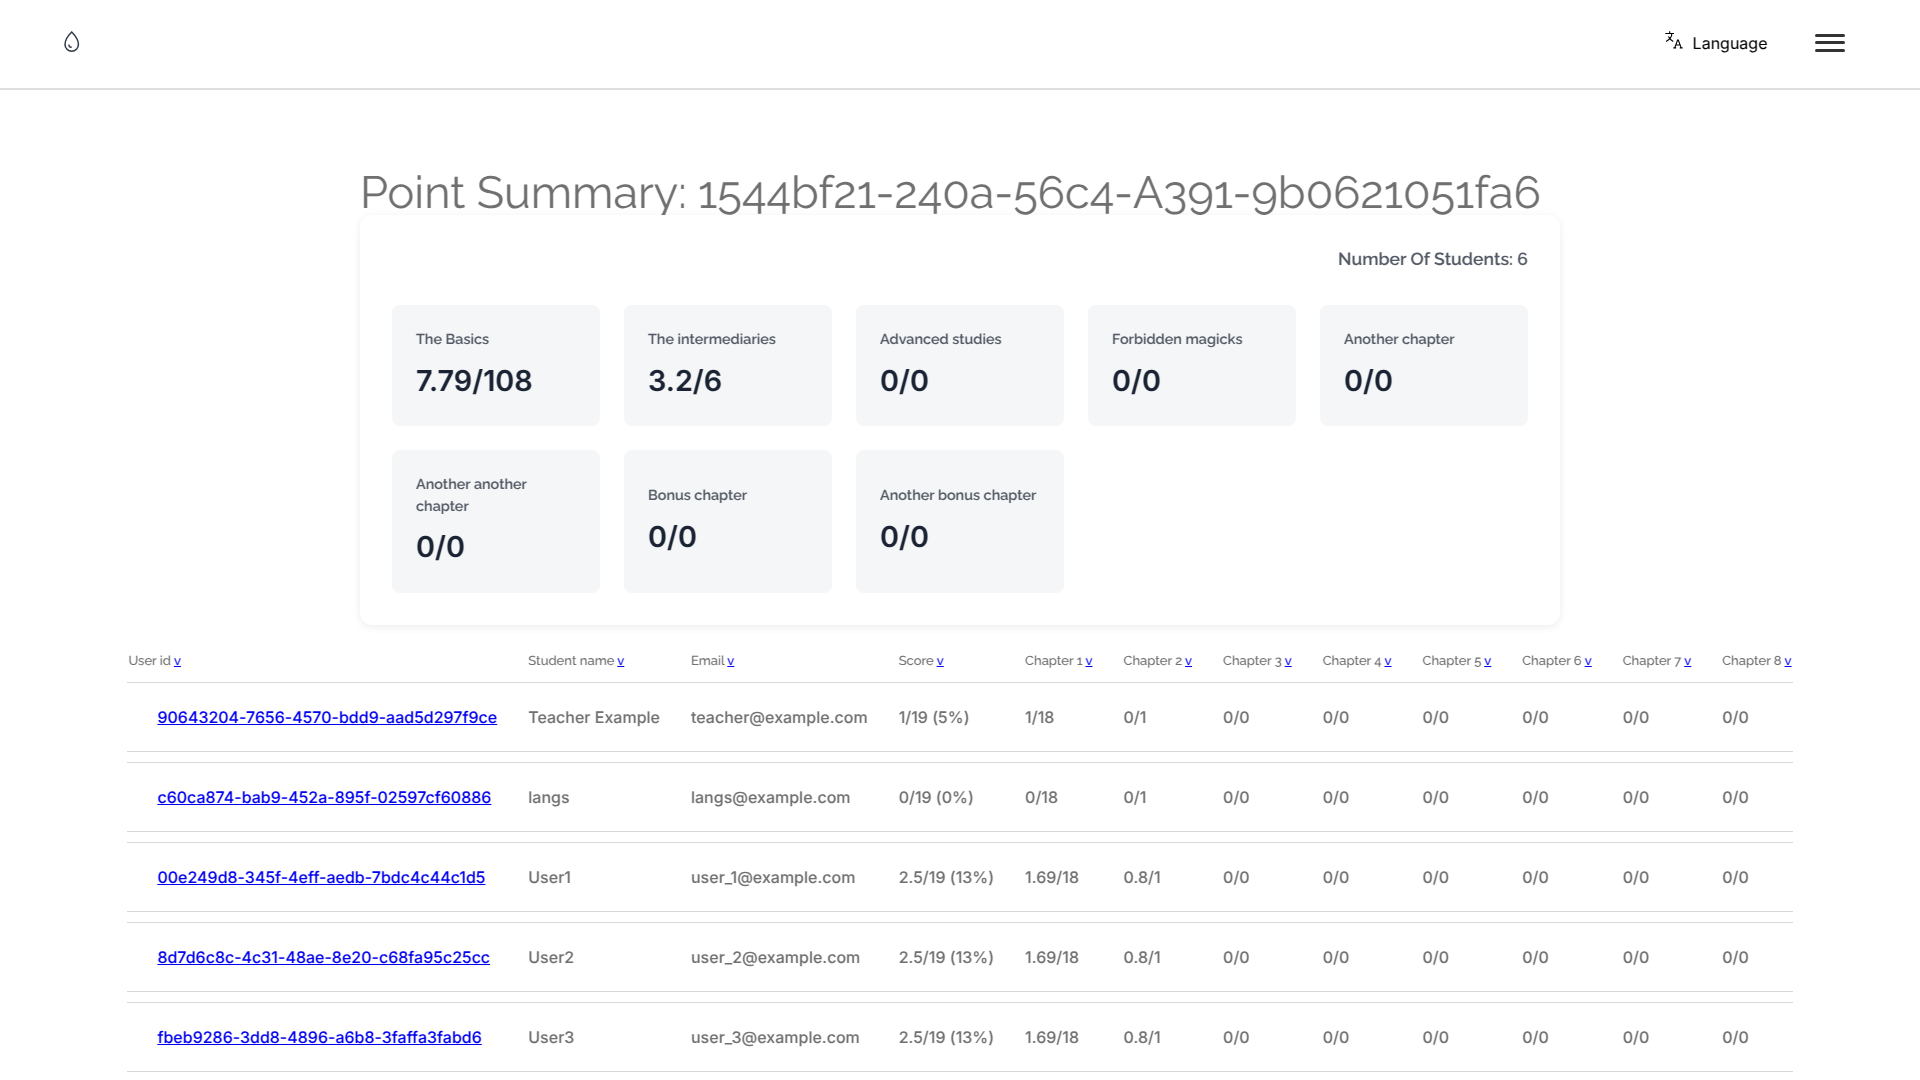 Language
Point Summary: 1544bf21-240a-56c4-A391-9b0621051fa6
Number Of Students: 6
The Basics
7.79/108
The intermediaries
3.2/6
Advanced studies
0/0
Forbidden magicks
0/0
Another chapter
0/0
Another another
chapter
0/0
Bonus chapter
0/0
Another bonus chapter
0/0
User id v Student name v Email v Score v Chapter 1 v Chapter 2 v Chapter 3 v Chapter 4 v Chapter 5 v Chapter 6 v Chapter 7 v Chapter 8 v
90643204-7656-4570-bdd9-aad5d297f9ce Teacher Example teacher@example.com 1/19 (5%) 1/18 0/1 0/0 0/0 0/0 0/0 0/0 0/0
c60ca874-bab9-452a-895f-02597cf60886 langs langs@example.com 0/19 (0%) 0/18 0/1 0/0 0/0 0/0 0/0 0/0 0/0
00e249d8-345f-4eff-aedb-7bdc4c44c1d5 User1 user_1@example.com 2.5/19 (13%) 1.69/18 0.8/1 0/0 0/0 0/0 0/0 0/0 0/0
8d7d6c8c-4c31-48ae-8e20-c68fa95c25cc User2 user_2@example.com 2.5/19 (13%) 1.69/18 0.8/1 0/0 0/0 0/0 0/0 0/0 0/0
fbeb9286-3dd8-4896-a6b8-3faffa3fabd6 User3 user_3@example.com 2.5/19 (13%) 1.69/18 0.8/1 0/0 0/0 0/0 0/0 0/0 0/0